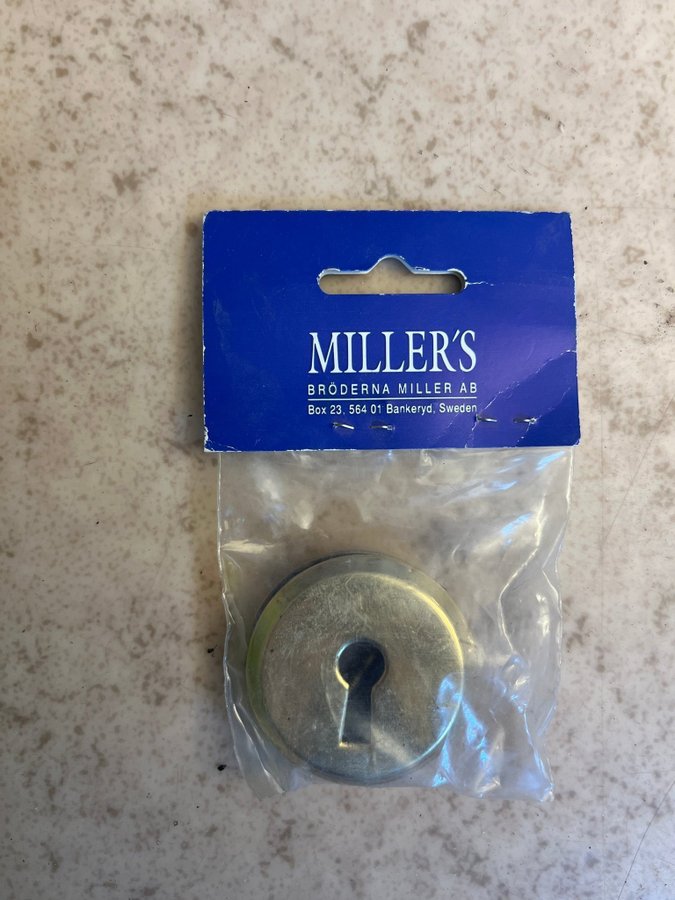 MILLER´S
BRÖDERNA MILLER AB
Box 23, 564 01 Bankeryd, Sweden